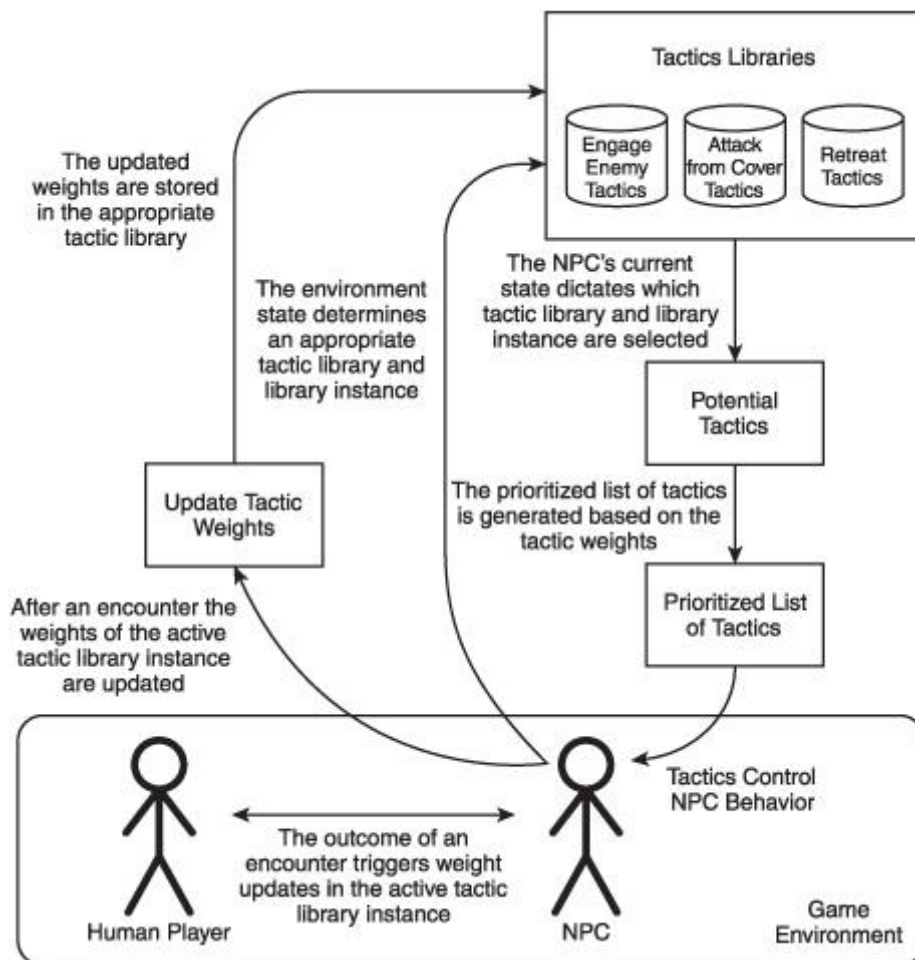 Tactics Libraries
Engage
Enemy
Tactics
Attack
from Cover
Tactics
Retreat
Tactics
The updated
weights are stored
in the appropriate
tactic library
The environment
state determines
an appropriate
tactic library and
library instance
The NPC's current
state dictates which
tactic library and library
instance are selected
Potential
Tactics
Update Tactic
Weights
The prioritized list of tactics
is generated based on the
tactic weights
Prioritized List
of Tactics
After an encounter the
weights of the active
tactic library instance
are updated
Tactics Control
NPC Behavior
The outcome of an
encounter triggers weight
updates in the active tactic
library instance
Human Player
NPC
Game
Environment